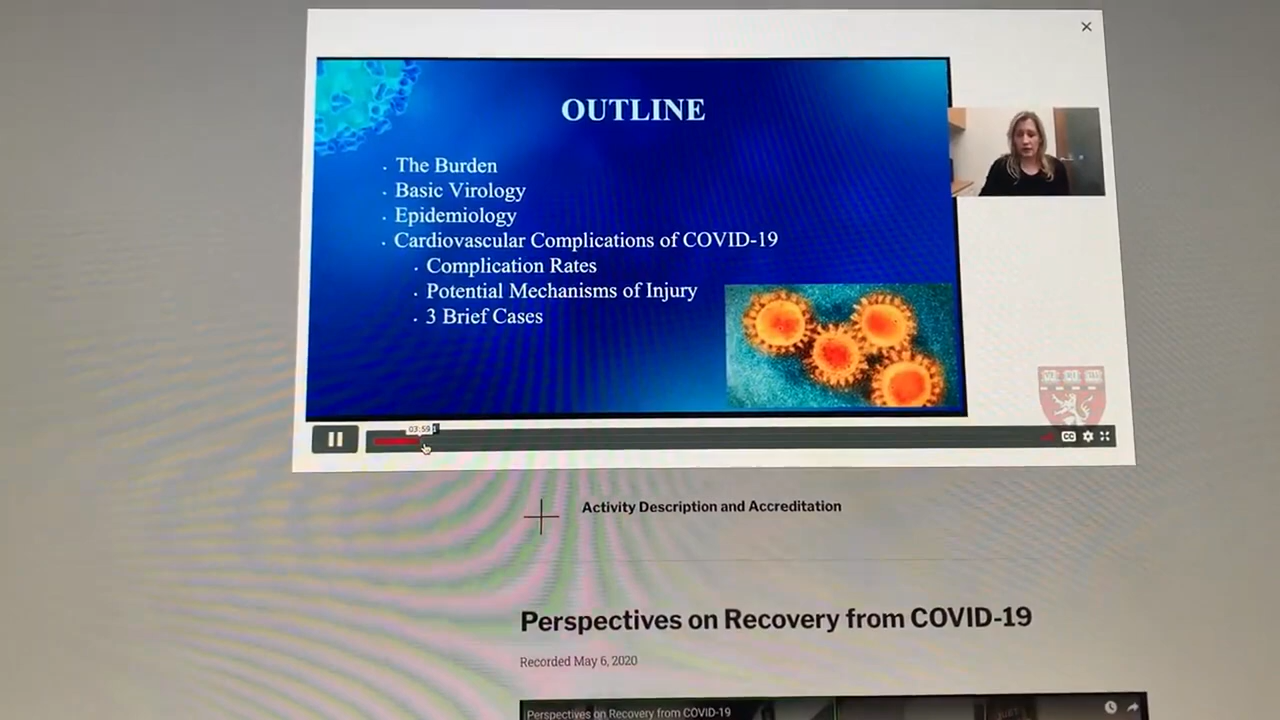 OUTLINE
· The Burden
· Basic Virology
· Epidemiology
· Cardiovascular Complications of COVID-19
· Complication Rates
· Potential Mechanisms of Injury
· 3 Brief Cases
03:59
CC
Activity Description and Accreditation
Perspectives on Recovery from COVID-19
Recorded May 6, 2020
Perspectives on Recovery from COVID-19